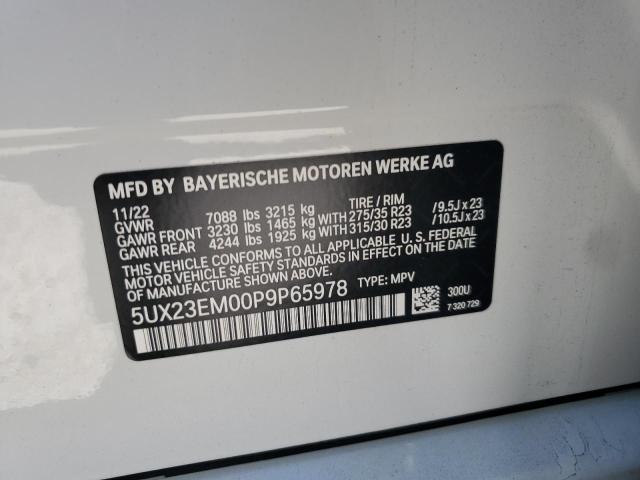 MFD BY BAYERISCHE MOTOREN WERKE AG
11/22
GVWR 7088 lbs 3215 kg TIRE / RIM
GAWR FRONT 3230 lbs 1465 kg WITH 275/35 R23 /9.5J x 23
GAWR REAR 4244 lbs 1925 kg WITH 315/30 R23 /10.5J x 23
THIS VEHICLE CONFORMS TO ALL APPLICABLE U. S. FEDERAL
MOTOR VEHICLE SAFETY STANDARDS IN EFFECT ON THE DATE
OF MANUFACTURE SHOWN ABOVE.
5UX23EM00P9P65978 TYPE: MPV
300U
7 320 729